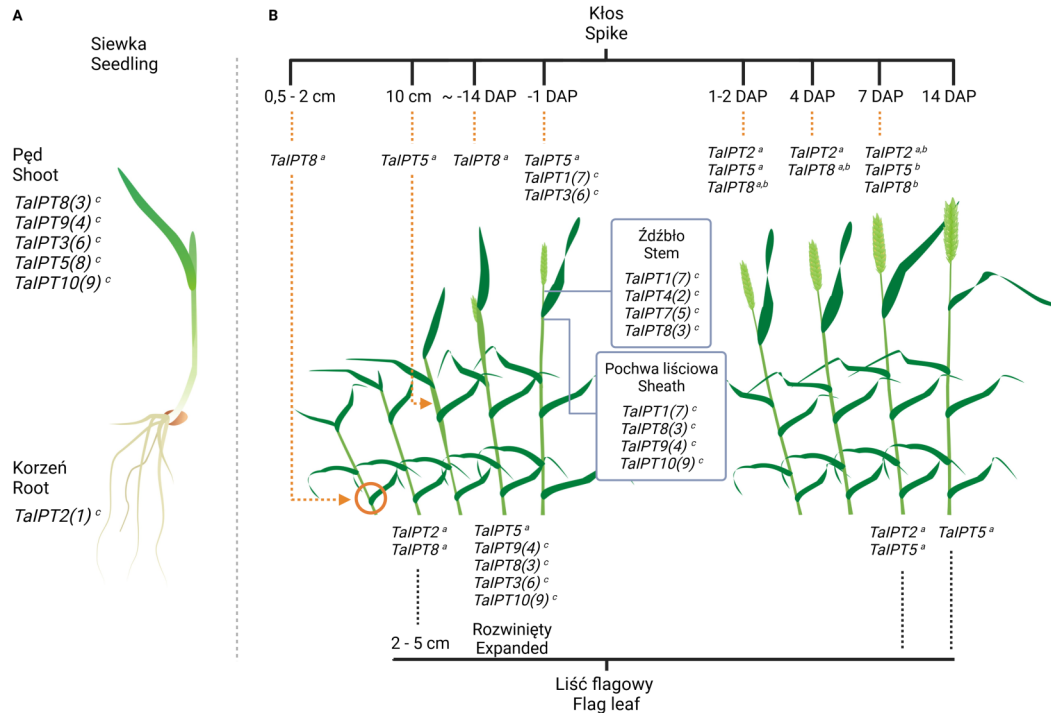 A
Siewka
Seedling
Pęd
Shoot
TaIPT8(3) c
TaIPT9(4) c
TaIPT3(6) c
TaIPT5(8) c
TaIPT10(9) c
Korzeń
Root
TaIPT2(1) c
B
Kłos
Spike
0,5 - 2 cm
10 cm
~ -14 DAP
-1 DAP
1-2 DAP
4 DAP
7 DAP
14 DAP
TaIPT8 a
TaIPT5 a
TaIPT8 a
TaIPT5 a
TaIPT1(7) c
TaIPT3(6) c
TaIPT2 a
TaIPT5 a
TaIPT8 a,b
TaIPT2 a
TaIPT8 a,b
TaIPT2 a,b
TaIPT5 b
TaIPT8 b
Źdźbło
Stem
TaIPT1(7) c
TaIPT4(2) c
TaIPT7(5) c
TaIPT8(3) c
Pochwa liściowa
Sheath
TaIPT1(7) c
TaIPT8(3) c
TaIPT9(4) c
TaIPT10(9) c
TaIPT2 a
TaIPT8 a
TaIPT5 a
TaIPT9(4) c
TaIPT8(3) c
TaIPT3(6) c
TaIPT10(9) c
TaIPT2 a
TaIPT5 a
TaIPT5 a
2 - 5 cm
Rozwinięty
Expanded
Liść flagowy
Flag leaf